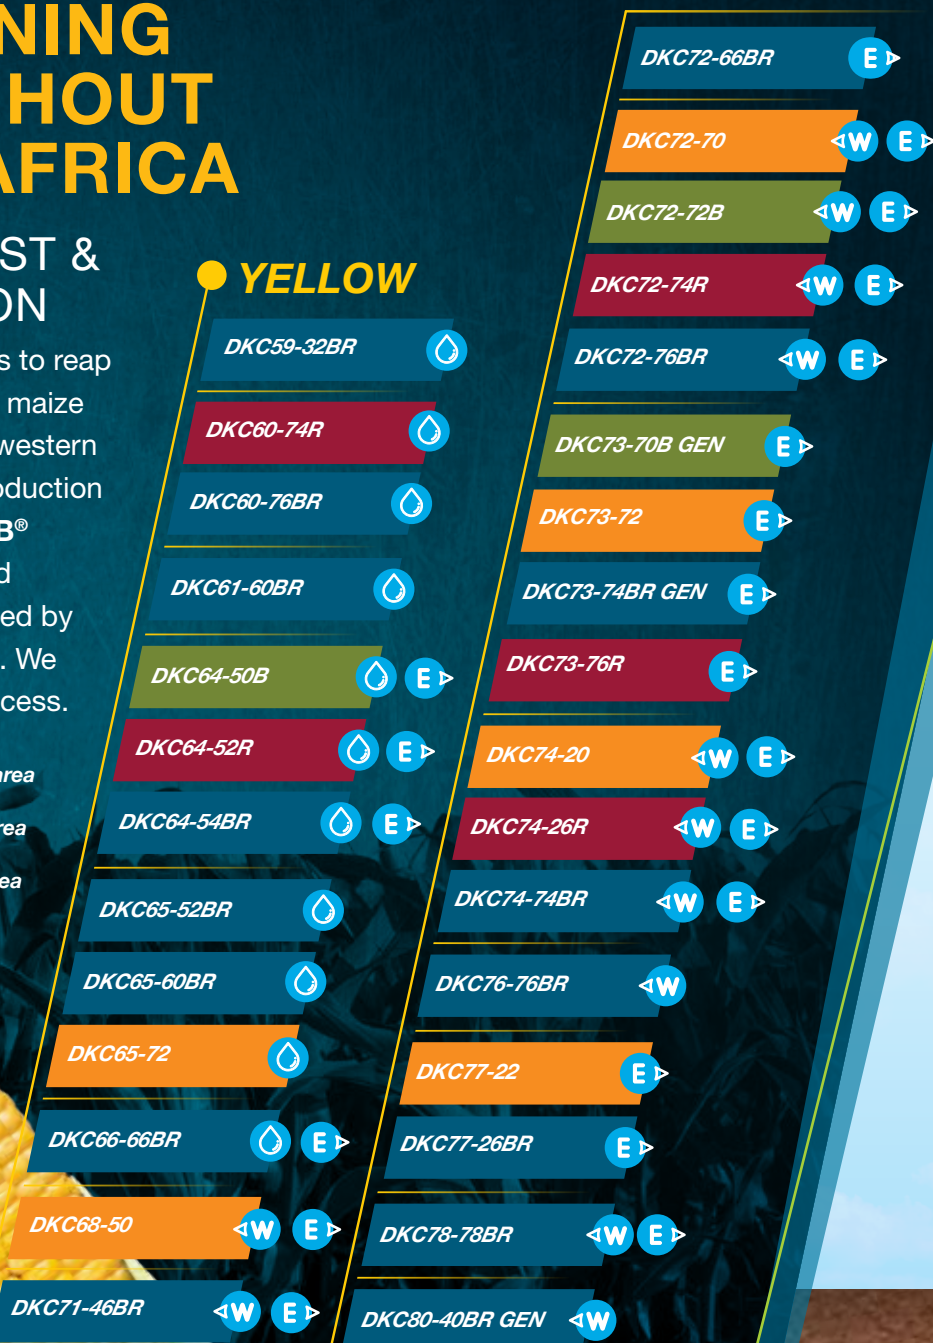 NING
HOUT
AFRICA
ST &
ON
s to reap
maize
western
oduction
B®
d
ed by
. We
cess.
area
rea
ea
YELLOW
DKC59-32BR
DKC60-74R
DKC60-76BR
DKC61-60BR
DKC64-50B E
DKC64-52R E
DKC64-54BR E
DKC65-52BR
DKC65-60BR
DKC65-72
DKC66-66BR E
DKC68-50 W E
DKC71-46BR W E
DKC72-66BR E
DKC72-70 W E
DKC72-72B W E
DKC72-74R W E
DKC72-76BR W E
DKC73-70B GEN E
DKC73-72 E
DKC73-74BR GEN E
DKC73-76R E
DKC74-20 W E
DKC74-26R W E
DKC74-74BR W E
DKC76-76BR W
DKC77-22 E
DKC77-26BR E
DKC78-78BR W E
DKC80-40BR GEN W